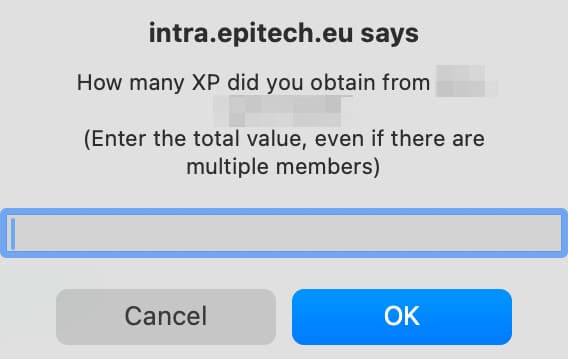 intra.epitech.eu says
How many XP did you obtain from
(Enter the total value, even if there are
multiple members)
Cancel
OK